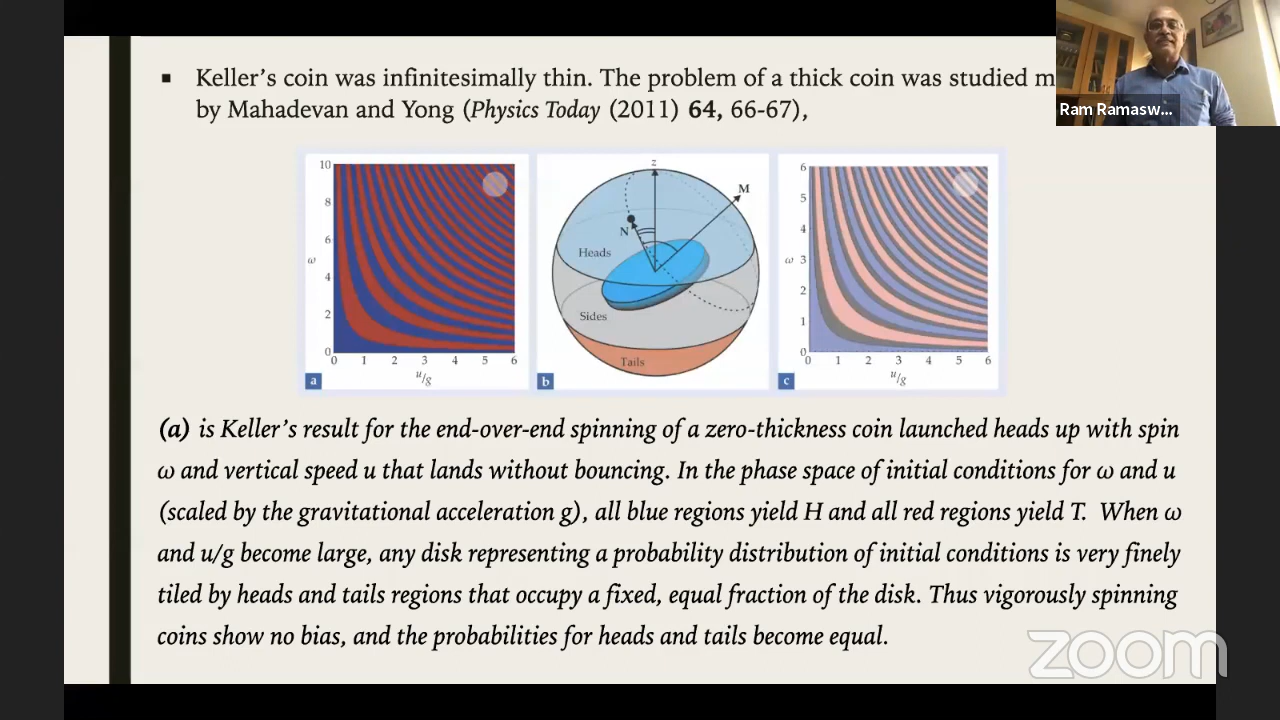 ▪ Keller's coin was infinitesimally thin. The problem of a thick coin was studied
by Mahadevan and Yong (Physics Today (2011) 64, 66-67),
Ram Ramasw...
10
8
6
ω
4
2
0
0 1 2 3 4 5 6
u/g
a
z
M
N
Heads
Sides
Tails
b
6
5
4
ω 3
2
1
0
0 1 2 3 4 5 6
u/g
c
(a) is Keller's result for the end-over-end spinning of a zero-thickness coin launched heads up with spin
ω and vertical speed u that lands without bouncing. In the phase space of initial conditions for ω and u
(scaled by the gravitational acceleration g), all blue regions yield H and all red regions yield T. When ω
and u/g become large, any disk representing a probability distribution of initial conditions is very finely
tiled by heads and tails regions that occupy a fixed, equal fraction of the disk. Thus vigorously spinning
coins show no bias, and the probabilities for heads and tails become equal.
zoom